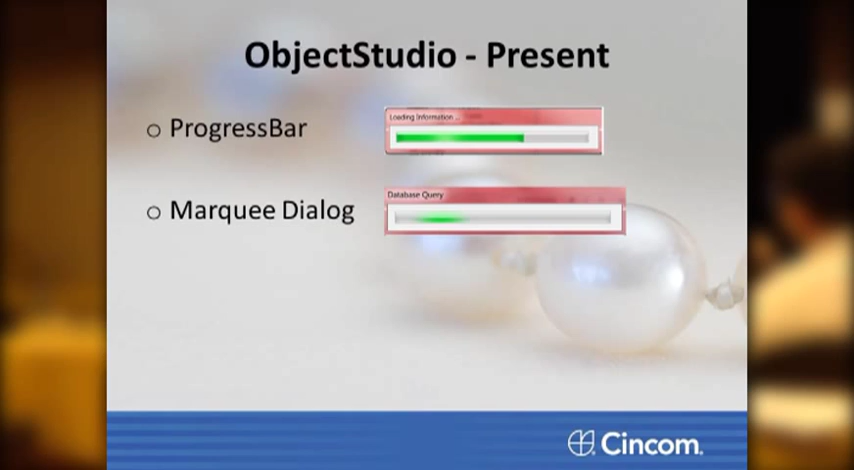 ObjectStudio - Present
ProgressBar
Loading Information ...
Marquee Dialog
Database Query
Cincom.